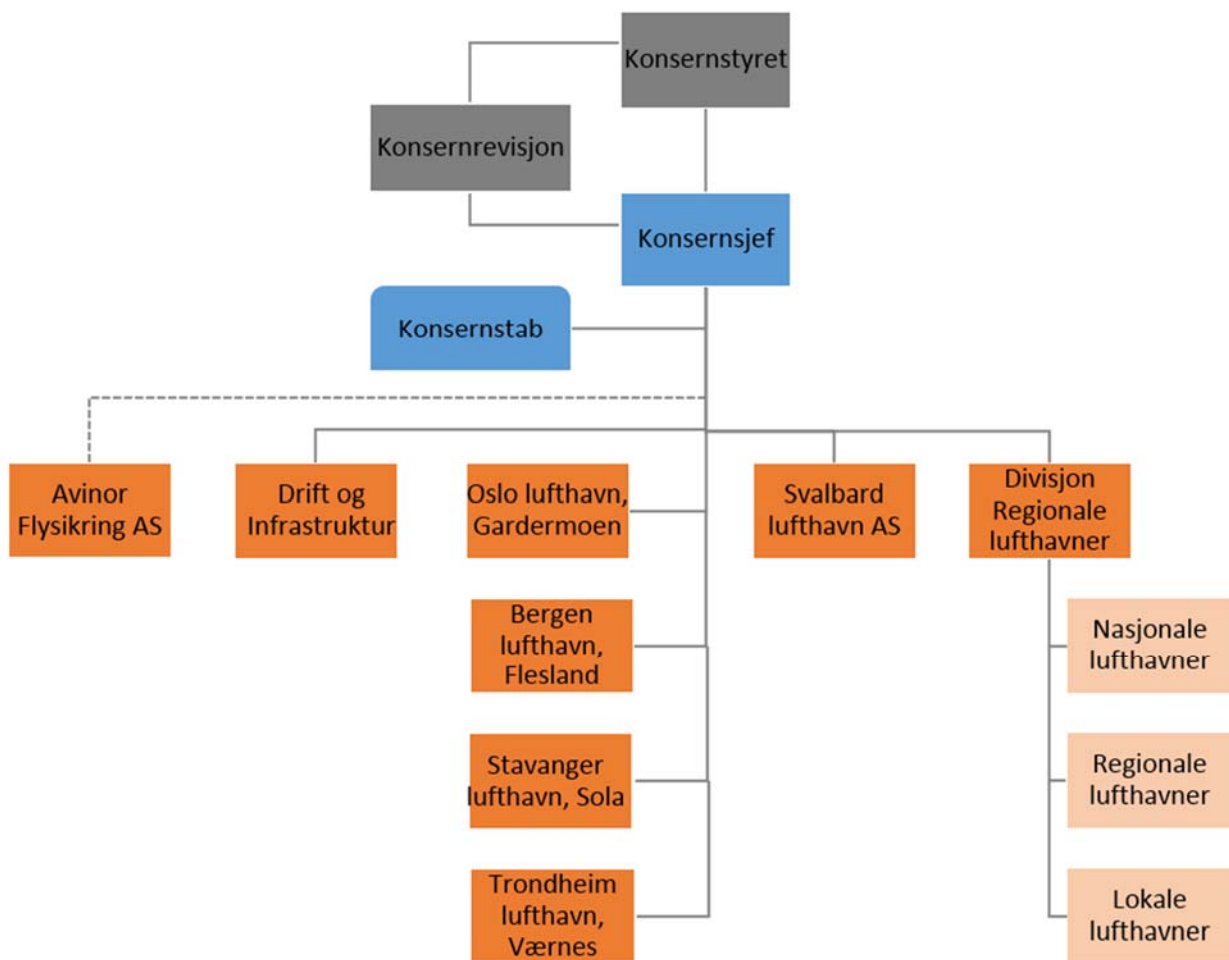 Konsernstyret
Konsernrevisjon
Konsernsjef
Konsernstab
Avinor
Flysikring AS
Drift og
Infrastruktur
Oslo lufthavn,
Gardermoen
Svalbard
lufthavn AS
Divisjon
Regionale
lufthavner
Bergen
lufthavn,
Flesland
Nasjonale
lufthavner
Stavanger
lufthavn, Sola
Regionale
lufthavner
Trondheim
lufthavn,
Værnes
Lokale
lufthavner